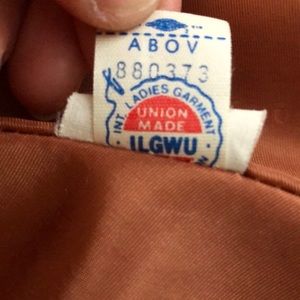 ABOV
880373
INT. LADIES GARMENT
UNION
MADE
ILGWU